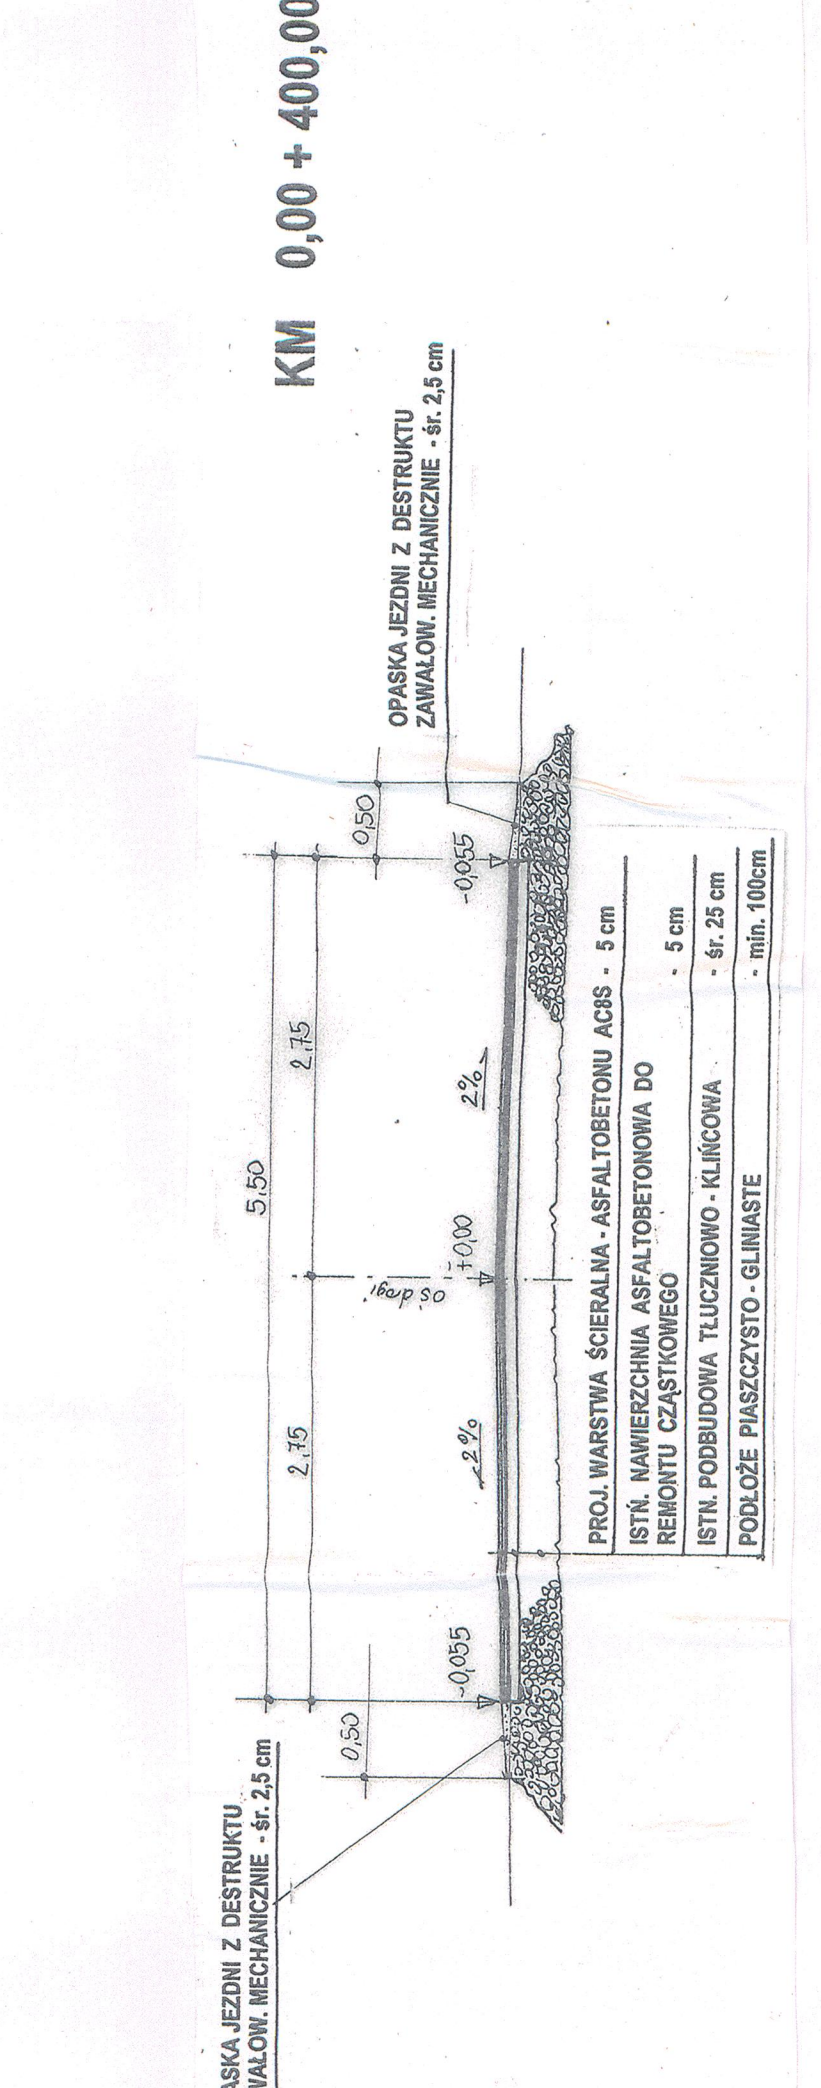 KM 0,00 + 400,00
5,50
2,75
2,75
0,50
0,50
OPASKA JEZDNI Z DESTRUKTU
ZAWAŁOW. MECHANICZNIE - śr. 2,5 cm
JEZDNI Z DESTRUKTU
MECHANICZNIE - śr. 2,5 cm
oś drogi
-0,055
±0,00
-0,055
2%
2%
PROJ. WARSTWA ŚCIERALNA - ASFALTOBETONU AC8S - 5 cm
ISTN. NAWIERZCHNIA ASFALTOBETONOWA DO
REMONTU CZĄSTKOWEGO - 5 cm
ISTN. PODBUDOWA TŁUCZNIOWO - KLIŃCOWA - śr. 25 cm
PODŁOŻE PIASZCZYSTO - GLINIASTE - min. 100cm